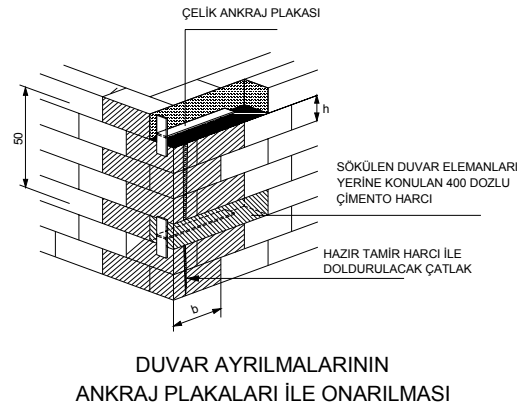 ÇELİK ANKRAJ PLAKASI
h
50
SÖKÜLEN DUVAR ELEMANLARI
YERİNE KONULAN 400 DOZLU
ÇİMENTO HARCI
HAZIR TAMİR HARCI İLE
DOLDURULACAK ÇATLAK
b
DUVAR AYRILMALARININ
ANKRAJ PLAKALARI İLE ONARILMASI